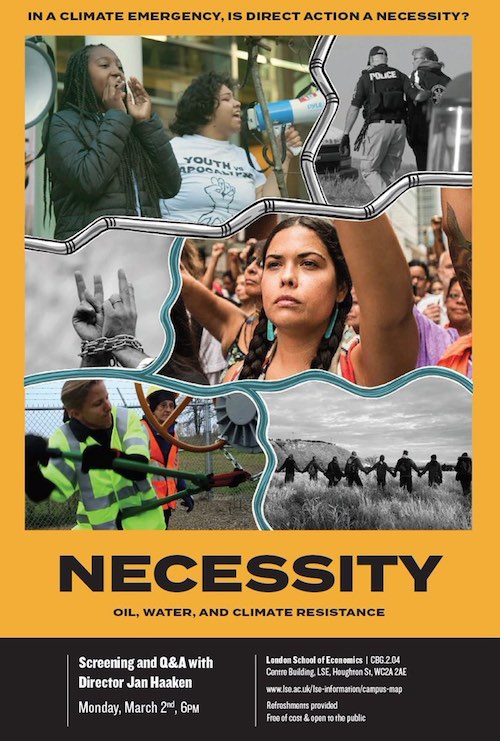 IN A CLIMATE EMERGENCY, IS DIRECT ACTION A NECESSITY?
POLICE
YOUTH VS
APOCALYPSE
NECESSITY
OIL, WATER, AND CLIMATE RESISTANCE
Screening and Q&A with
Director Jan Haaken
Monday, March 2nd, 6PM
London School of Economics | CBG.2.04
Centre Building, LSE, Houghton St, WC2A 2AE
www.lse.ac.uk/lse-information/campus-map
Refreshments provided
Free of cost & open to the public